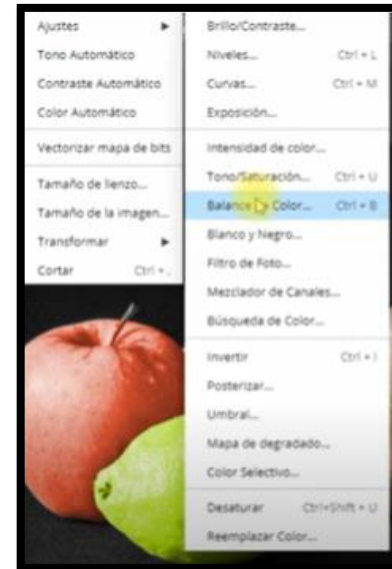 Ajustes
Tono Automático
Contraste Automático
Color Automático
Vectorizar mapa de bits
Tamaño de lienzo...
Tamaño de la imagen...
Transformar
Cortar Ctrl + .
Brillo/Contraste...
Niveles... Ctrl + L
Curvas... Ctrl + M
Exposición...
Intensidad de color...
Tono/Saturación... Ctrl + U
Balance de Color... Ctrl + B
Blanco y Negro...
Filtro de Foto...
Mezclador de Canales...
Búsqueda de Color...
Invertir Ctrl + I
Posterizar...
Umbral...
Mapa de degradado...
Color Selectivo...
Desaturar Ctrl+Shift + U
Reemplazar Color...